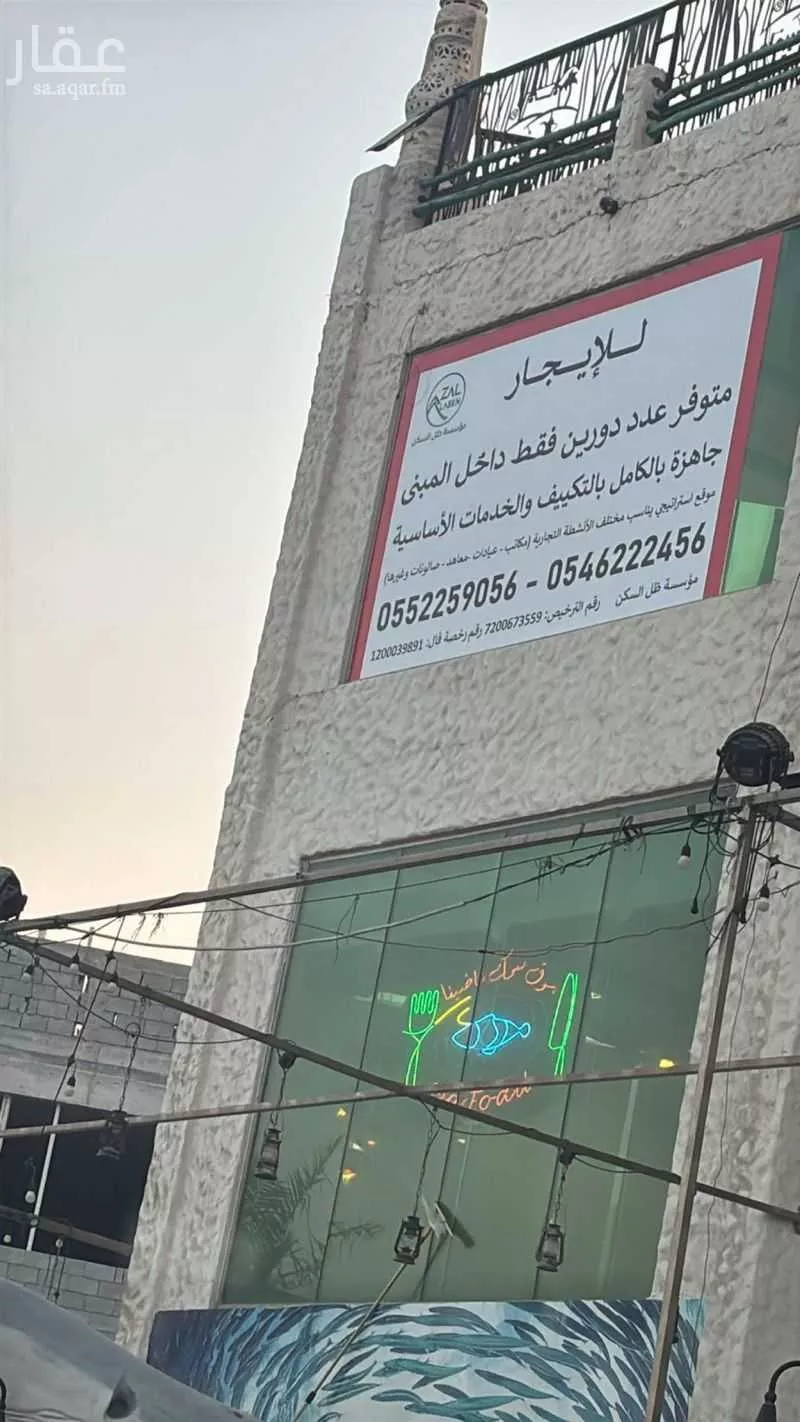 عقار
sa.aqar.fm
للإيجار
AZAL
مؤسسة ظل السكن
متوفر عدد دورين فقط داخل المبنى
جاهزة بالكامل بالتكييف والخدمات الأساسية
موقع استراتيجي يناسب مختلف الأنشطة التجارية (مكاتب - عيادات - معاهد - صالونات وغيرها)
0552259056 - 0546222456
مؤسسة ظل السكن رقم الترخيص: 7200673559 رقم رخصة فال: 1200039891
سمك